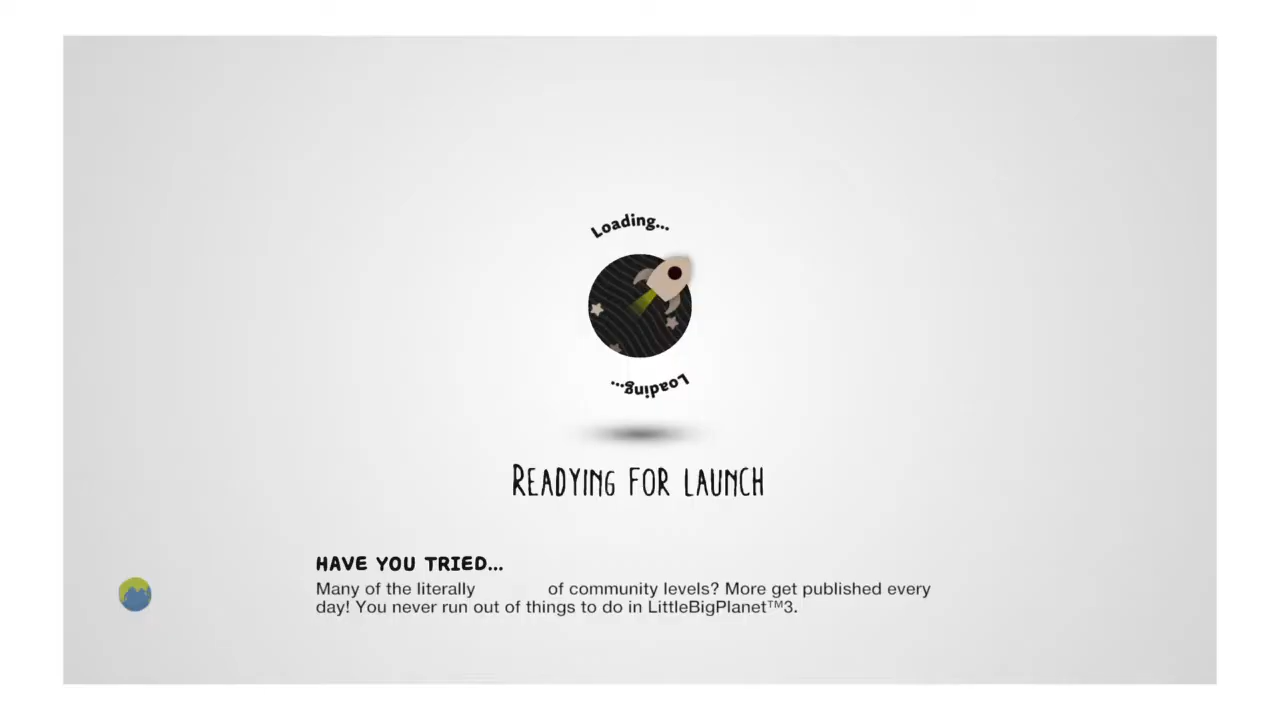 Loading...
Loading...
READYING FOR LAUNCH
HAVE YOU TRIED...
Many of the literally of community levels? More get published every
day! You never run out of things to do in LittleBigPlanet™3.